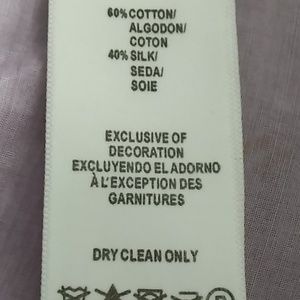 60% COTTON/
ALGODON/
COTON
40% SILK/
SEDA/
SOIE
EXCLUSIVE OF
DECORATION
EXCLUYENDO EL ADORNO
À L'EXCEPTION DES
GARNITURES
DRY CLEAN ONLY